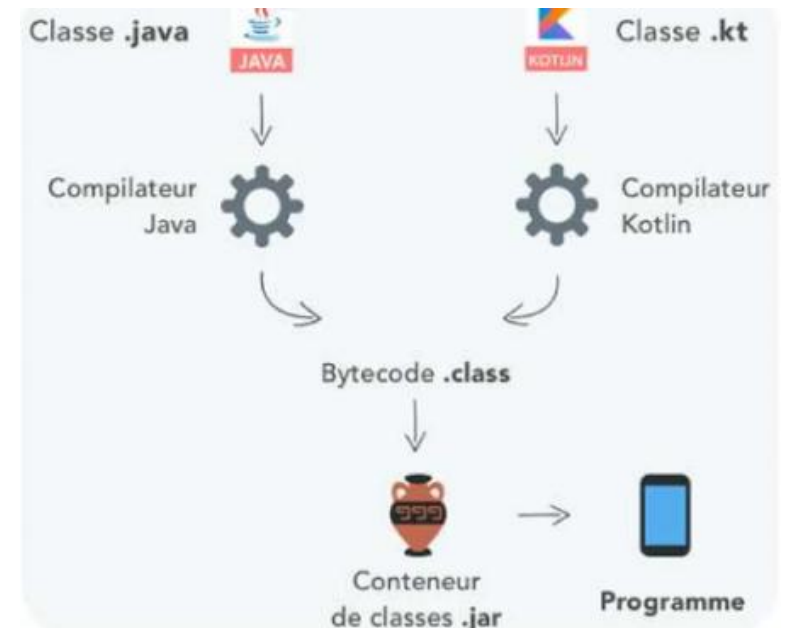 Classe .java
JAVA
KOTLIN
Classe .kt
Compilateur
Java
Compilateur
Kotlin
Bytecode .class
Conteneur
de classes .jar
Programme